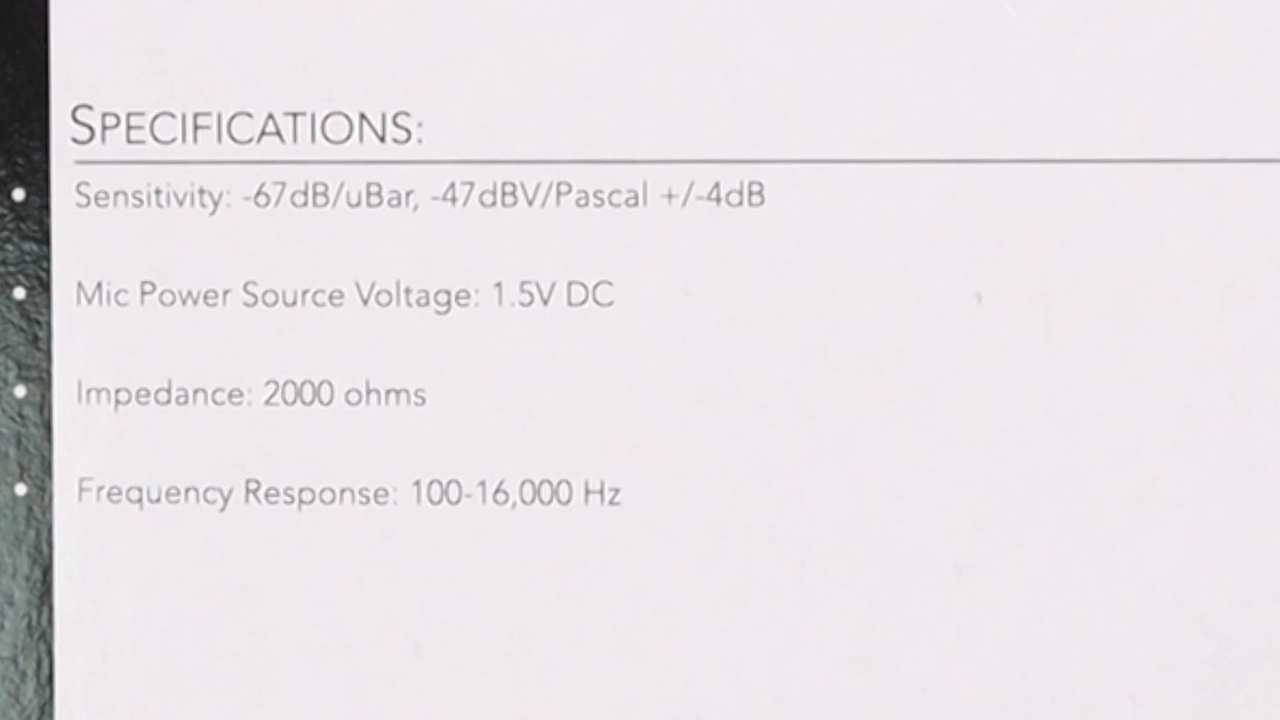 SPECIFICATIONS:
Sensitivity: -67dB/uBar, -47dBV/Pascal +/-4dB
Mic Power Source Voltage: 1.5V DC
Impedance: 2000 ohms
Frequency Response: 100-16,000 Hz